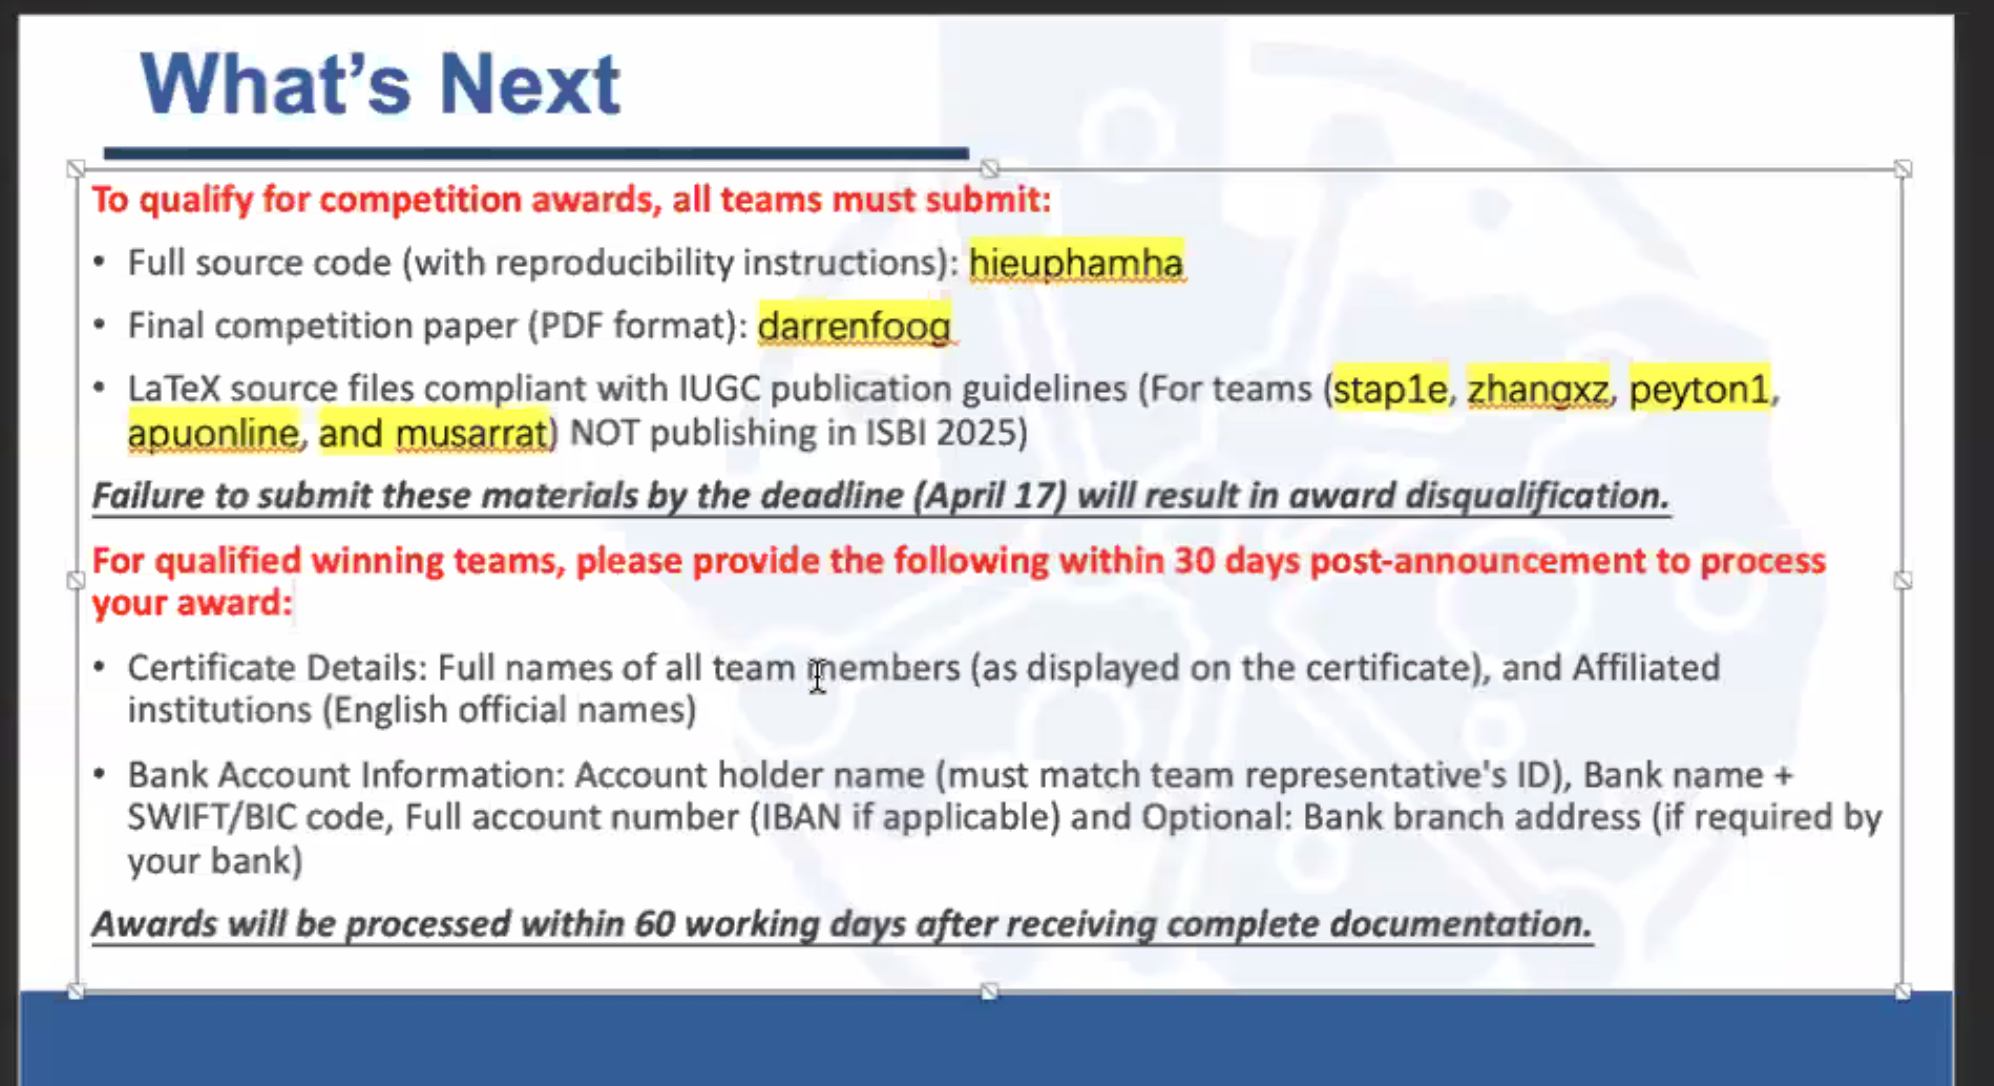 What's Next
To qualify for competition awards, all teams must submit:
• Full source code (with reproducibility instructions): hieuphamha
• Final competition paper (PDF format): darrenfoog
• LaTeX source files compliant with IUGC publication guidelines (For teams (stap1e, zhangxz, peyton1,
apuonline, and musarrat) NOT publishing in ISBI 2025)
Failure to submit these materials by the deadline (April 17) will result in award disqualification.
For qualified winning teams, please provide the following within 30 days post-announcement to process
your award:
• Certificate Details: Full names of all team members (as displayed on the certificate), and Affiliated
institutions (English official names)
• Bank Account Information: Account holder name (must match team representative's ID), Bank name +
SWIFT/BIC code, Full account number (IBAN if applicable) and Optional: Bank branch address (if required by
your bank)
Awards will be processed within 60 working days after receiving complete documentation.